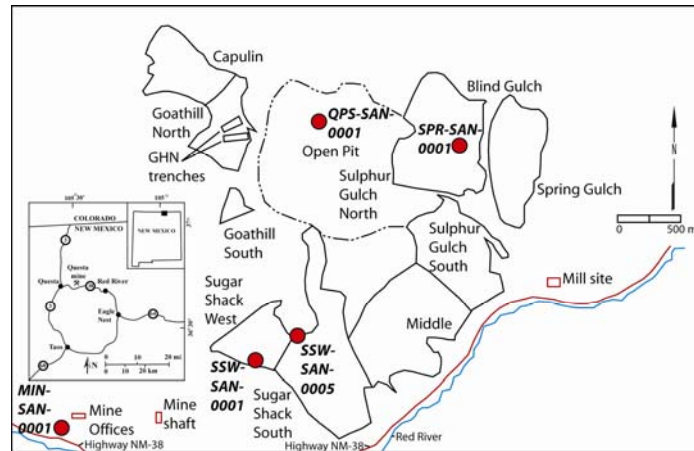 Capulin
Goathill
North
GHN
trenches
QPS-SAN-
0001
Open Pit
SPR-SAN-
0001
Blind Gulch
Sulphur
Gulch
North
Spring Gulch
N
0
500 m
Goathill
South
Sulphur
Gulch
South
Sugar
Shack
West
Middle
Mill site
SSW-
SAN-
0001
SSW-
SAN-
0005
Sugar
Shack
South
MIN-
SAN-
0001
Mine
Offices
Mine
shaft
Highway NM-38
Highway NM-38
Red River
COLORADO
NEW MEXICO
NEW MEXICO
Questa
Questa
mine
Red River
Eagle
Nest
Taos
N
0 10 20 mi
0 10 20 km